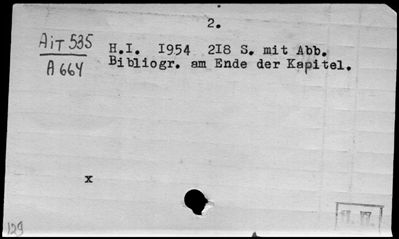 2.
AiT 535
A 664
H.I. 1954 218 S. mit Abb.
Bibliogr. am Ende der Kapitel.
x
129